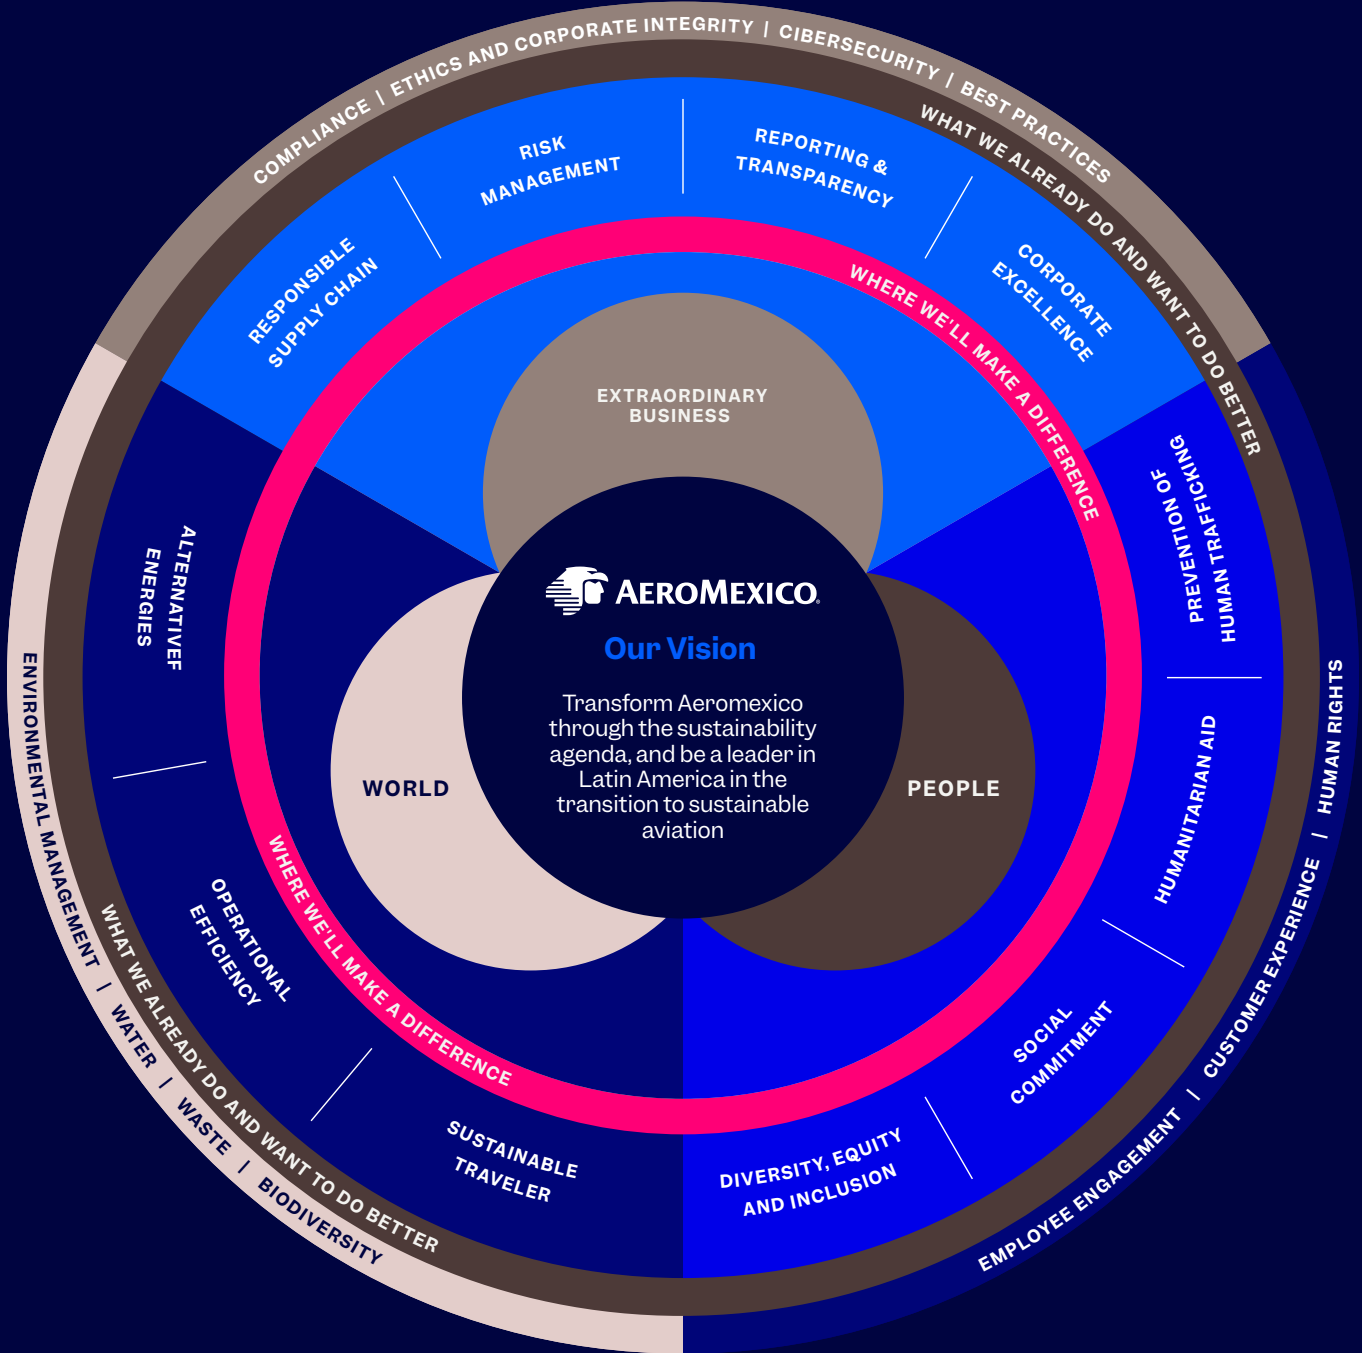 COMPLIANCE | ETHICS AND CORPORATE INTEGRITY | CIBERSECURITY | BEST PRACTICES
WHAT WE ALREADY DO AND WANT TO DO BETTER
RESPONSIBLE
SUPPLY CHAIN
RISK
MANAGEMENT
REPORTING &
TRANSPARENCY
CORPORATE
EXCELLENCE
WHERE WE'LL MAKE A DIFFERENCE
EXTRAORDINARY
BUSINESS
PREVENTION OF
HUMAN TRAFFICKING
HUMANITARIAN AID
SOCIAL
COMMITMENT
DIVERSITY, EQUITY
AND INCLUSION
EMPLOYEE ENGAGEMENT | CUSTOMER EXPERIENCE | HUMAN RIGHTS
AEROMEXICO
Our Vision
Transform Aeromexico
through the sustainability
agenda, and be a leader in
Latin America in the
transition to sustainable
aviation
WORLD
PEOPLE
ALTERNATIVEF
ENERGIES
OPERATIONAL
EFFICIENCY
SUSTAINABLE
TRAVELER
WHERE WE'LL MAKE A DIFFERENCE
WHAT WE ALREADY DO AND WANT TO DO BETTER
ENVIRONMENTAL MANAGEMENT | WATER | WASTE | BIODIVERSITY